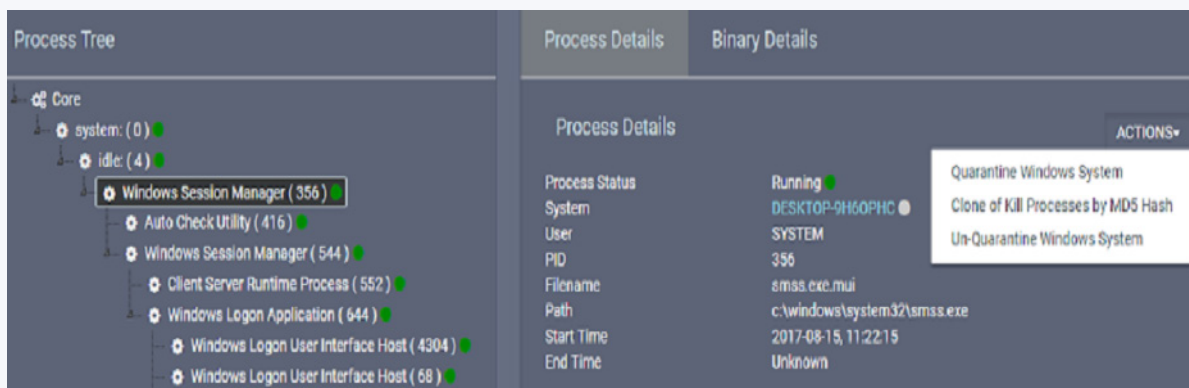 Process Tree
Core
system: ( 0 )
idle: ( 4 )
Windows Session Manager ( 356 )
Auto Check Utility ( 416 )
Windows Session Manager ( 544 )
Client Server Runtime Process ( 552 )
Windows Logon Application ( 644 )
Windows Logon User Interface Host ( 4304 )
Windows Logon User Interface Host ( 68 )
Process Details Binary Details
Process Details
ACTIONS
Quarantine Windows System
Clone of Kill Processes by MD5 Hash
Un-Quarantine Windows System
Process Status Running
System DESKTOP-9H6OPHC
User SYSTEM
PID 356
Filename smss.exe.mui
Path c:\windows\system32\smss.exe
Start Time 2017-08-15, 11:22:15
End Time Unknown